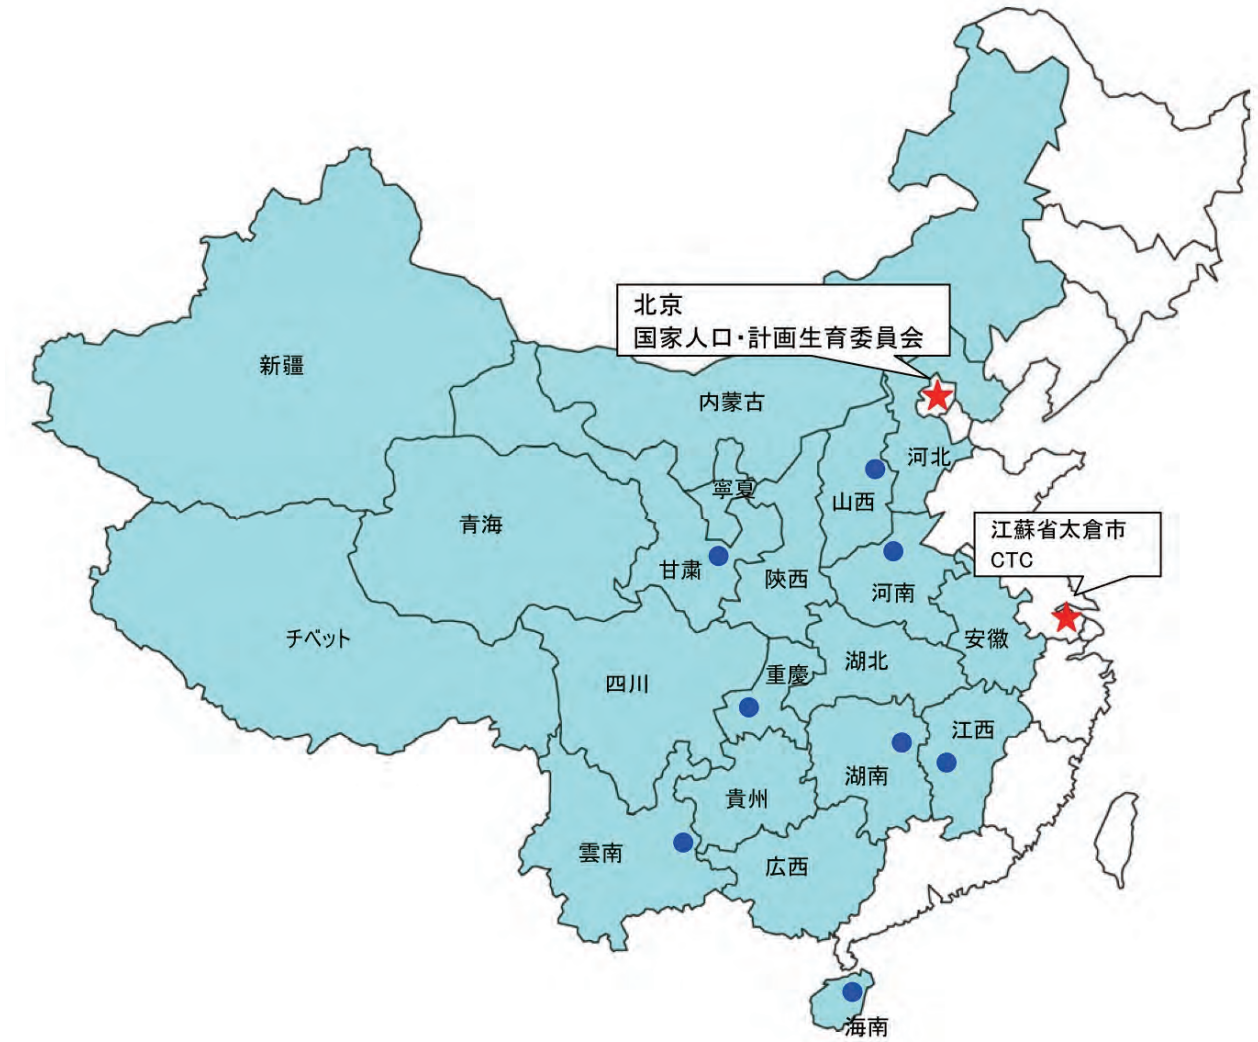 北京
国家人口・計画生育委員会
新疆
内蒙古
河北
寧夏
山西
江蘇省太倉市
CTC
青海
甘粛
陝西
河南
チベット
安徽
湖北
重慶
四川
江西
湖南
貴州
雲南
広西
海南